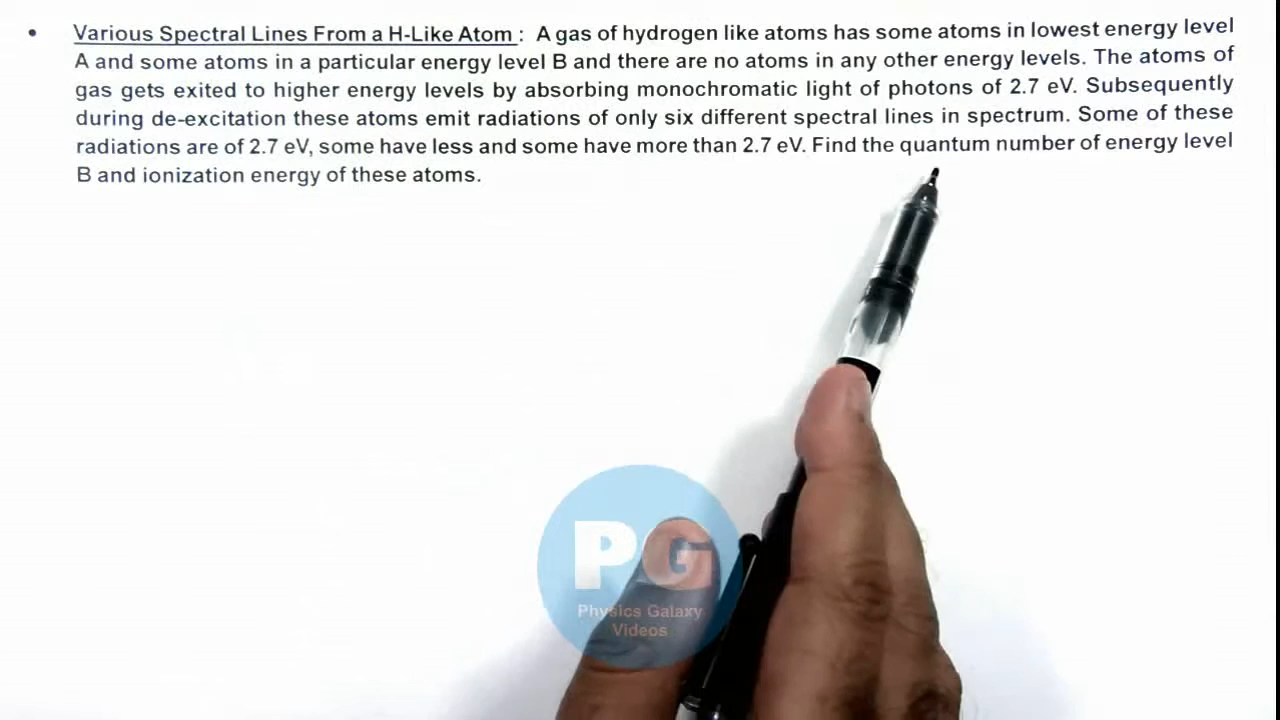 • Various Spectral Lines From a H-Like Atom : A gas of hydrogen like atoms has some atoms in lowest energy level
A and some atoms in a particular energy level B and there are no atoms in any other energy levels. The atoms of
gas gets exited to higher energy levels by absorbing monochromatic light of photons of 2.7 eV. Subsequently
during de-excitation these atoms emit radiations of only six different spectral lines in spectrum. Some of these
radiations are of 2.7 eV, some have less and some have more than 2.7 eV. Find the quantum number of energy level
B and ionization energy of these atoms.
PG
Physics Galaxy
Videos